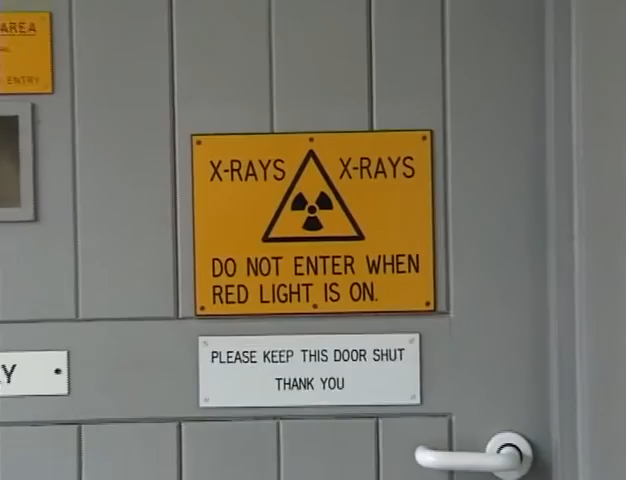 AREA
ENTRY
X-RAYS X-RAYS
DO NOT ENTER WHEN
RED LIGHT IS ON.
Y
PLEASE KEEP THIS DOOR SHUT
THANK YOU